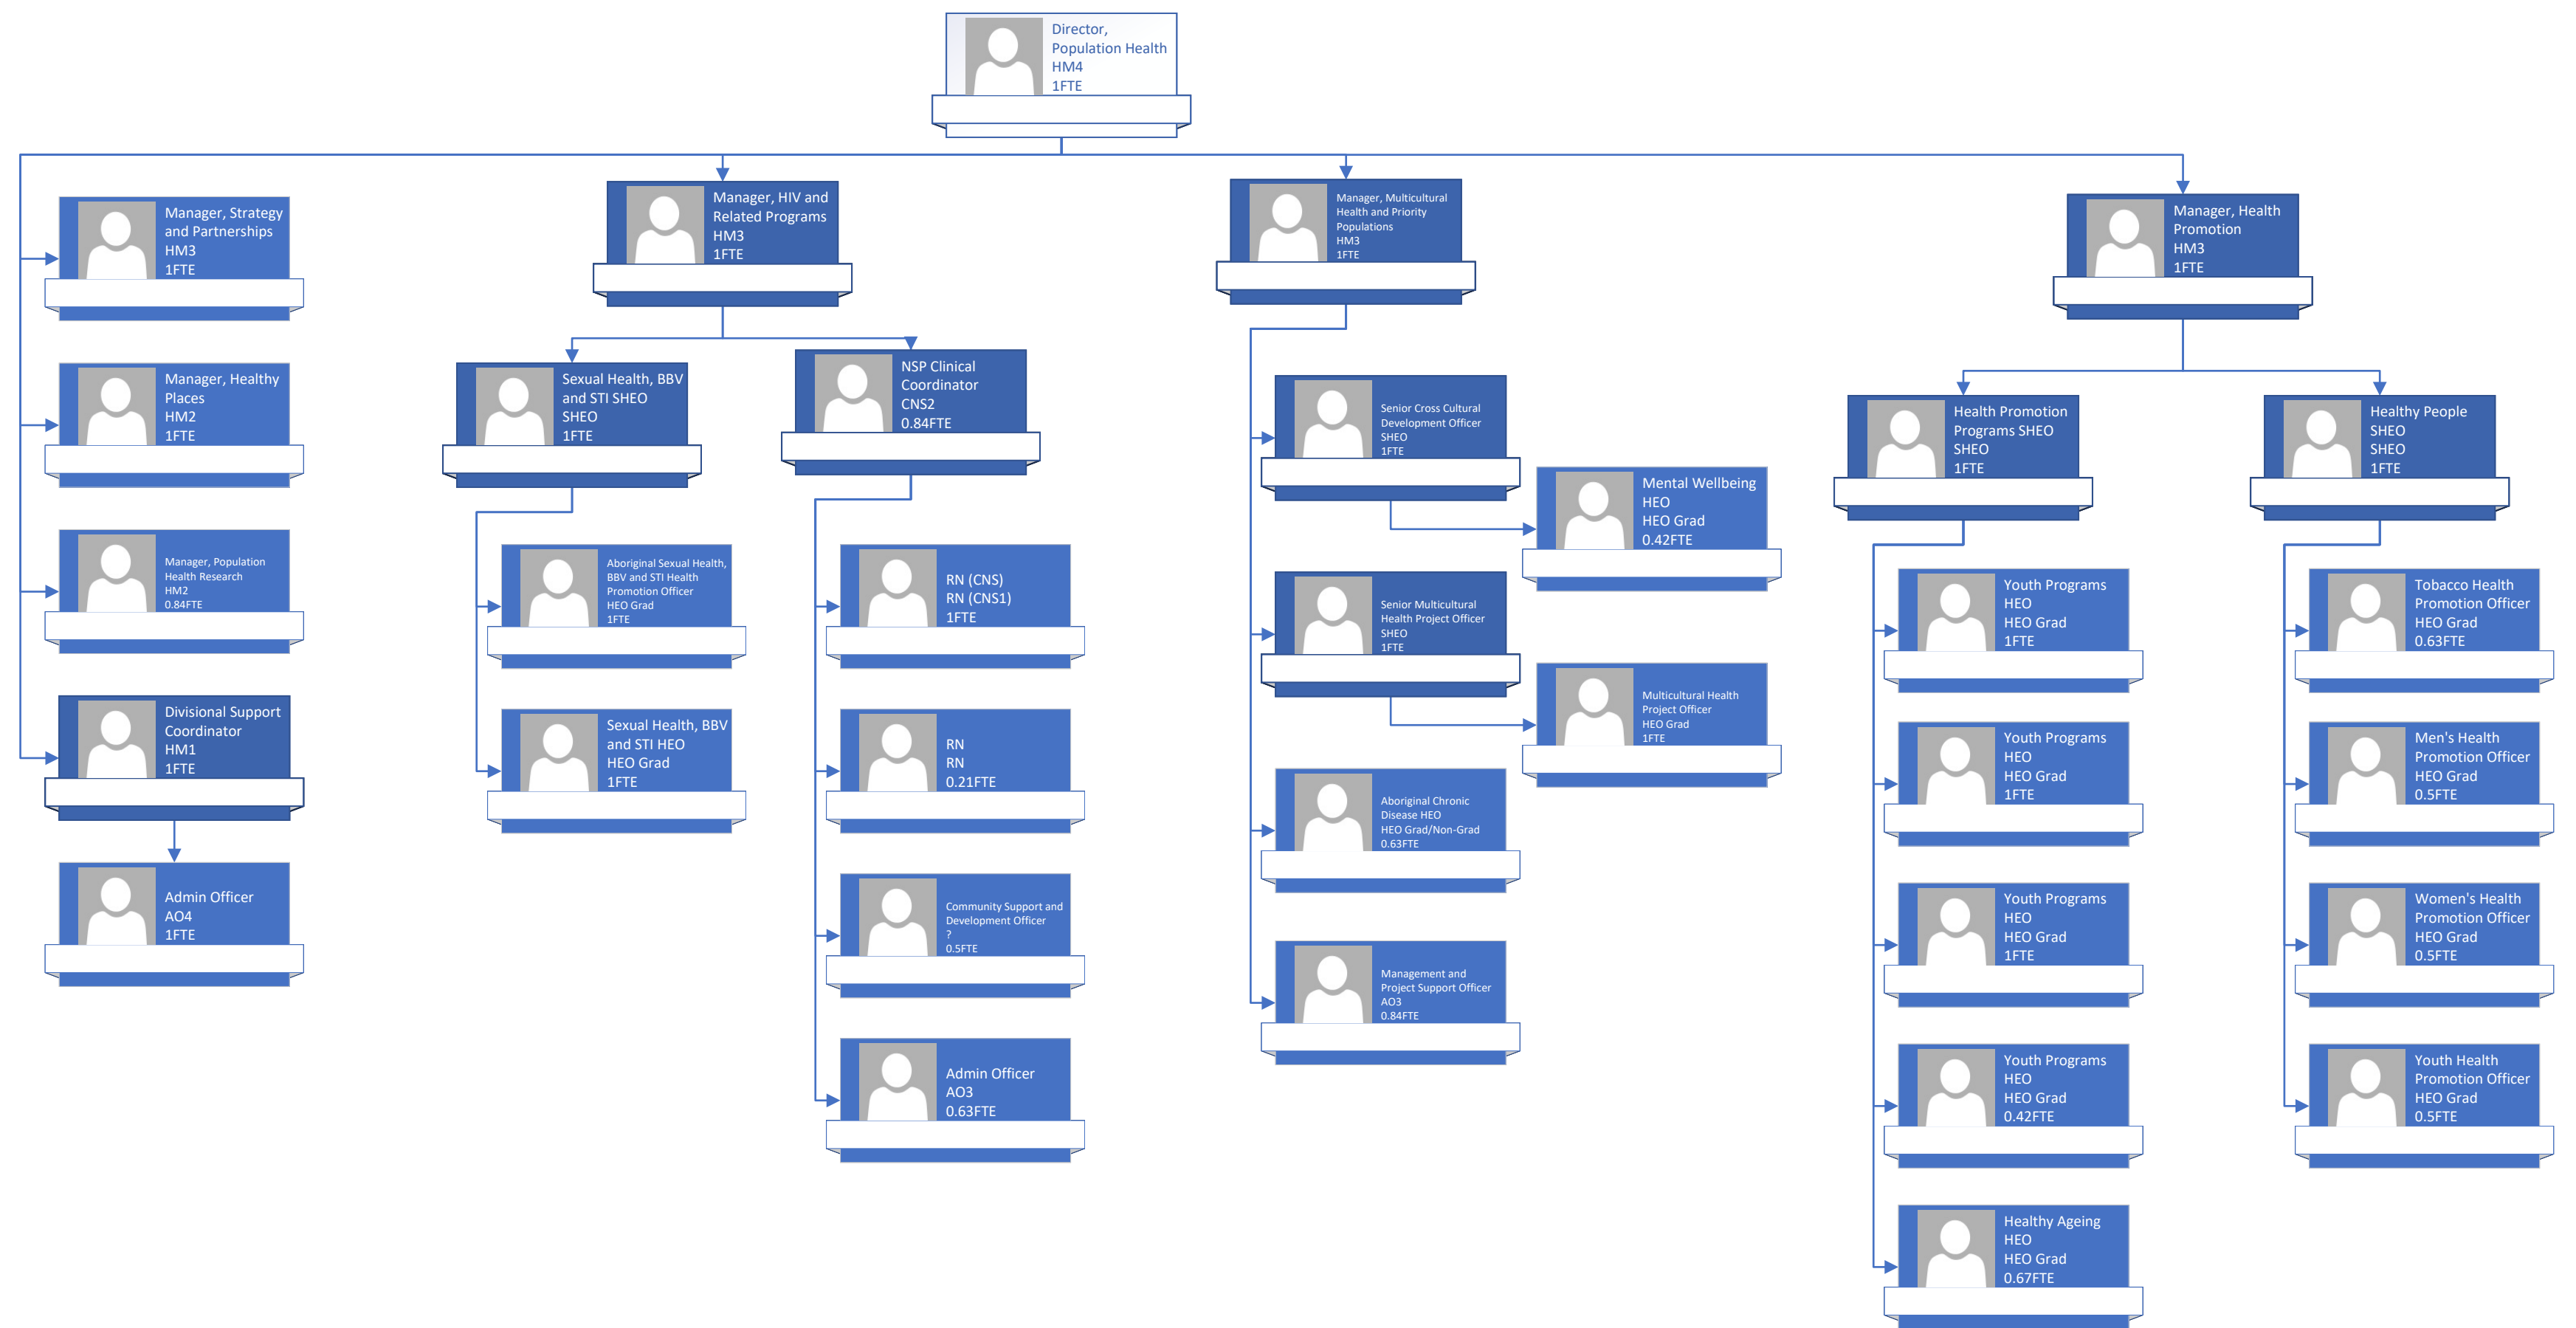 Director,
Population Health
HM4
1FTE
Manager, Strategy
and Partnerships
HM3
1FTE
Manager, Healthy
Places
HM2
1FTE
Manager, Population
Health Research
HM2
0.84FTE
Divisional Support
Coordinator
HM1
1FTE
Admin Officer
AO4
1FTE
Manager, HIV and
Related Programs
HM3
1FTE
Sexual Health, BBV
and STI SHEO
SHEO
1FTE
Aboriginal Sexual Health,
BBV and STI Health
Promotion Officer
HEO Grad
1FTE
Sexual Health, BBV
and STI HEO
HEO Grad
1FTE
NSP Clinical
Coordinator
CNS2
0.84FTE
RN (CNS)
RN (CNS1)
1FTE
RN
RN
0.21FTE
Community Support and
Development Officer
?
0.5FTE
Admin Officer
AO3
0.63FTE
Manager, Multicultural
Health and Priority
Populations
HM3
1FTE
Senior Cross Cultural
Development Officer
SHEO
1FTE
Mental Wellbeing
HEO
HEO Grad
0.42FTE
Senior Multicultural
Health Project Officer
SHEO
1FTE
Multicultural Health
Project Officer
HEO Grad
1FTE
Aboriginal Chronic
Disease HEO
HEO Grad/Non-Grad
0.63FTE
Management and
Project Support Officer
AO3
0.84FTE
Manager, Health
Promotion
HM3
1FTE
Health Promotion
Programs SHEO
SHEO
1FTE
Youth Programs
HEO
HEO Grad
1FTE
Youth Programs
HEO
HEO Grad
1FTE
Youth Programs
HEO
HEO Grad
1FTE
Youth Programs
HEO
HEO Grad
0.42FTE
Healthy Ageing
HEO
HEO Grad
0.67FTE
Healthy People
SHEO
SHEO
1FTE
Tobacco Health
Promotion Officer
HEO Grad
0.63FTE
Men's Health
Promotion Officer
HEO Grad
0.5FTE
Women's Health
Promotion Officer
HEO Grad
0.5FTE
Youth Health
Promotion Officer
HEO Grad
0.5FTE